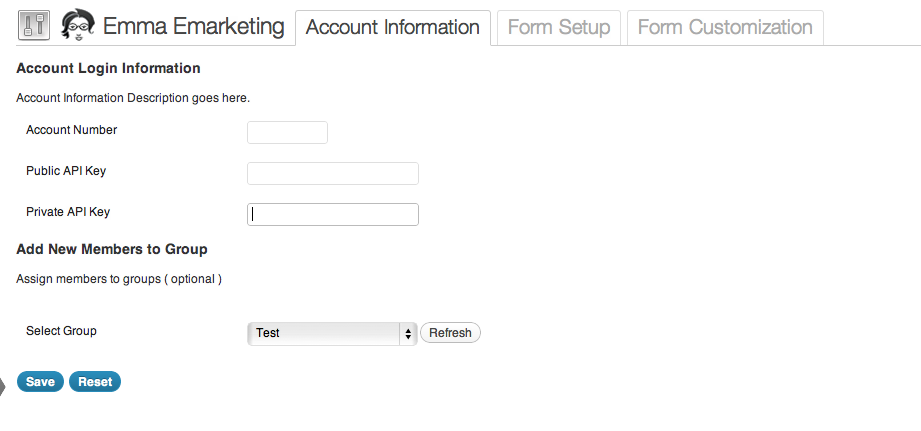 Emma Emarketing Account Information Form Setup Form Customization
Account Login Information
Account Information Description goes here.
Account Number
Public API Key
Private API Key
Add New Members to Group
Assign members to groups ( optional )
Select Group Test Refresh
Save Reset